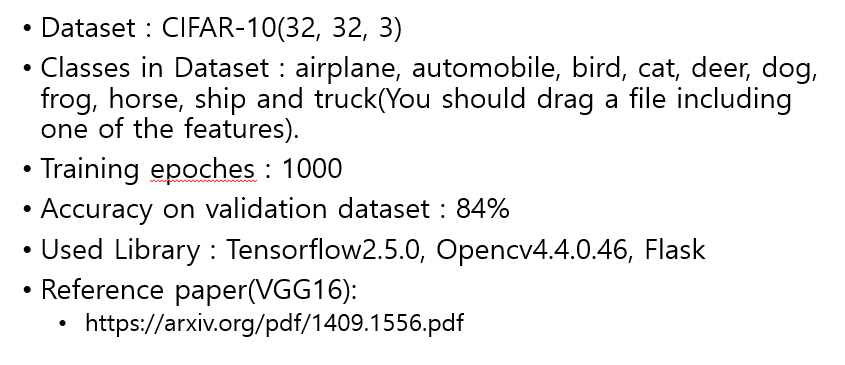 • Dataset : CIFAR-10(32, 32, 3)
• Classes in Dataset : airplane, automobile, bird, cat, deer, dog,
frog, horse, ship and truck(You should drag a file including
one of the features).
• Training epoches : 1000
• Accuracy on validation dataset : 84%
• Used Library : Tensorflow2.5.0, Opencv4.4.0.46, Flask
• Reference paper(VGG16):
• https://arxiv.org/pdf/1409.1556.pdf